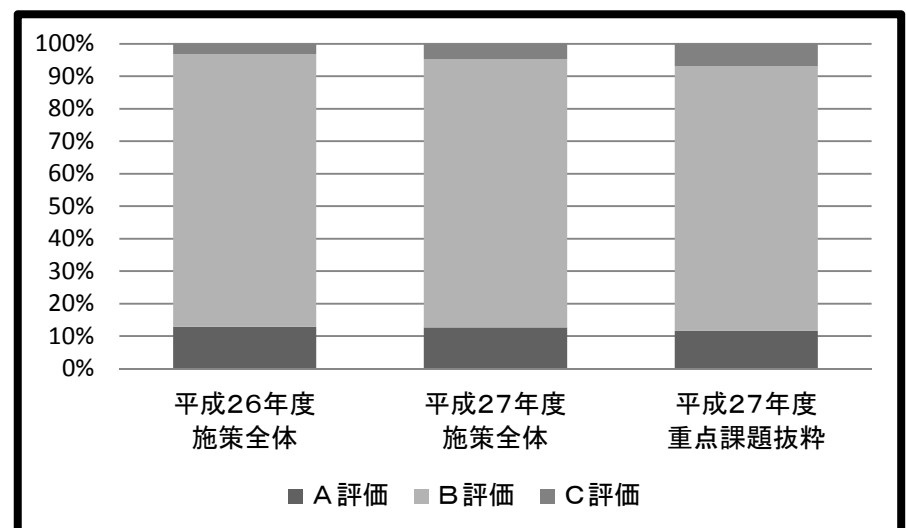 100%
90%
80%
70%
60%
50%
40%
30%
20%
10%
0%
平成26年度
施策全体
平成27年度
施策全体
平成27年度
重点課題抜粋
A評価 B評価 C評価